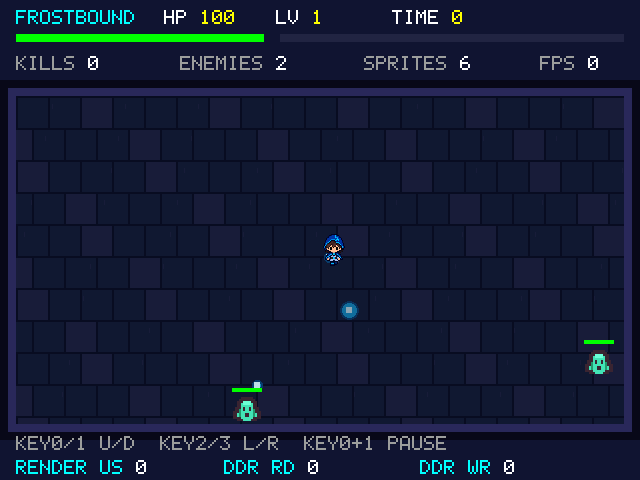 FROSTBOUND HP 100 LV 1 TIME 0
KILLS 0 ENEMIES 2 SPRITES 6 FPS 0
KEY0/1 U/D KEY2/3 L/R KEY0+1 PAUSE
RENDER US 0 DDR RD 0 DDR WR 0